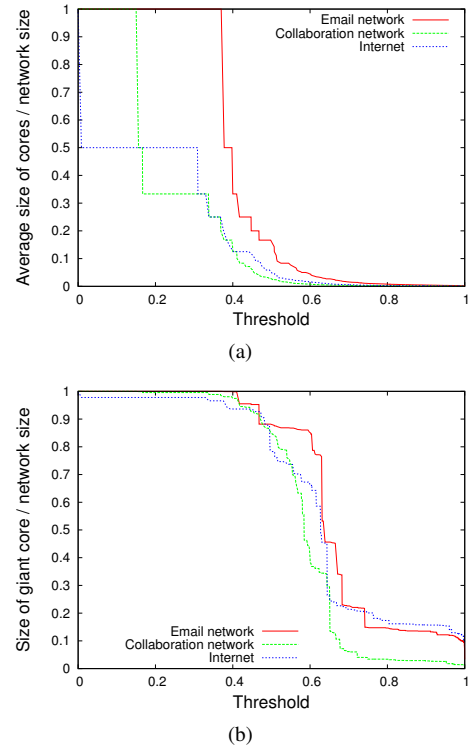 Email network
Collaboration network
Internet
Average size of cores / network size
1
0.9
0.8
0.7
0.6
0.5
0.4
0.3
0.2
0.1
0
0 0.2 0.4 0.6 0.8 1
Threshold
(a)
Size of giant core / network size
1
0.9
0.8
0.7
0.6
0.5
0.4
0.3
0.2
0.1
0
Email network
Collaboration network
Internet
0 0.2 0.4 0.6 0.8 1
Threshold
(b)